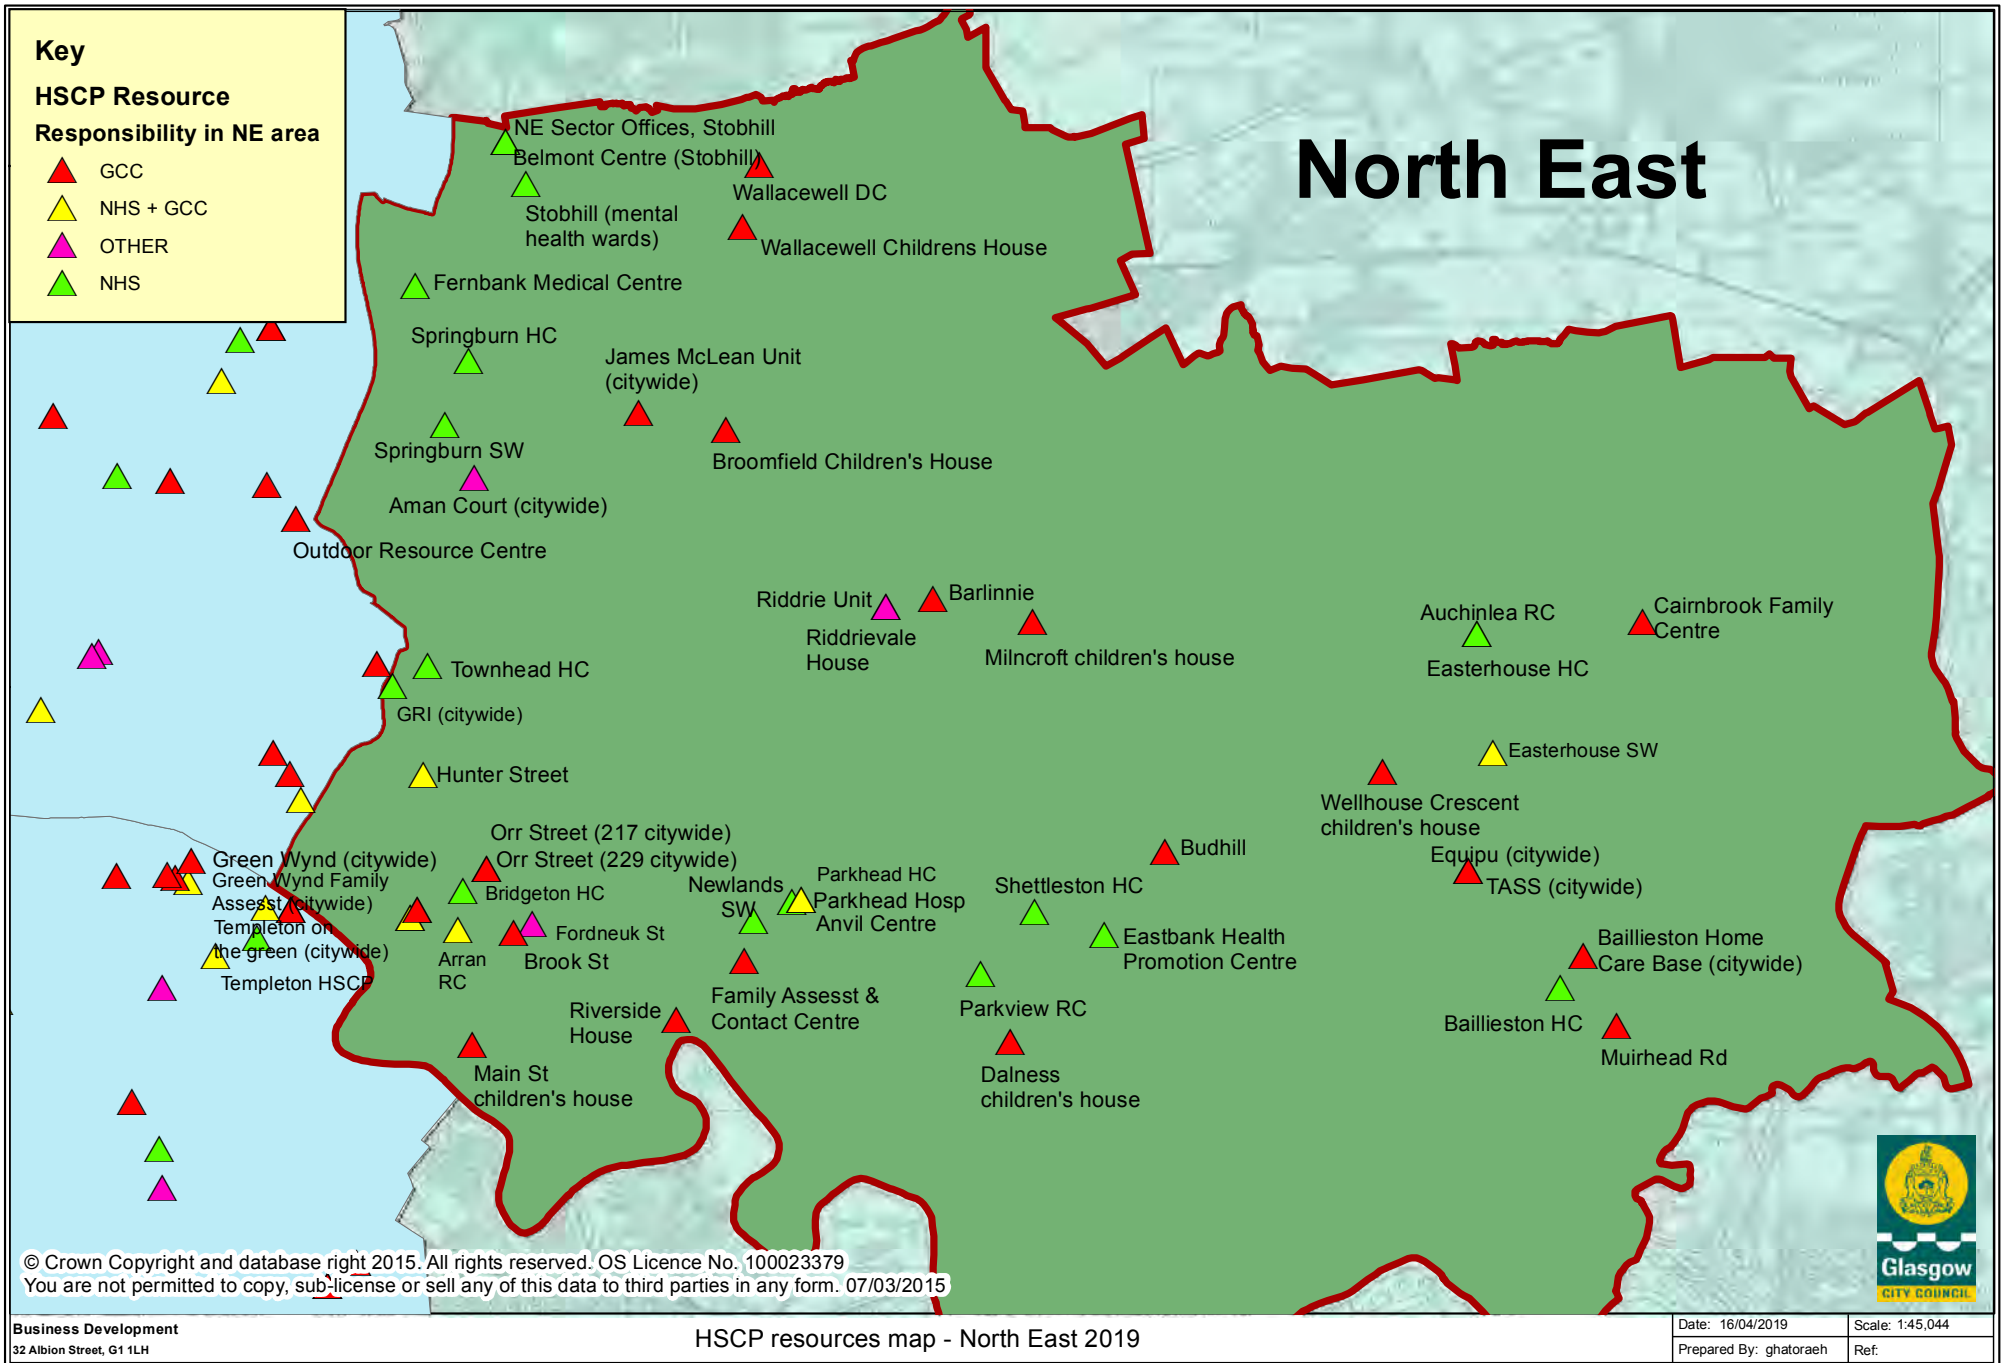 Key
HSCP Resource
Responsibility in NE area
GCC
NHS + GCC
OTHER
NHS
North East
NE Sector Offices, Stobhill
Belmont Centre (Stobhill)
Wallacewell DC
Stobhill (mental
health wards)
Wallacewell Childrens House
Fernbank Medical Centre
Springburn HC
James McLean Unit
(citywide)
Springburn SW
Broomfield Children's House
Aman Court (citywide)
Outdoor Resource Centre
Riddrie Unit
Barlinnie
Riddrievale
House
Milncroft children's house
Auchinlea RC
Easterhouse HC
Cairnbrook Family
Centre
Townhead HC
GRI (citywide)
Easterhouse SW
Hunter Street
Wellhouse Crescent
children's house
Orr Street (217 citywide)
Orr Street (229 citywide)
Bridgeton HC
Green Wynd (citywide)
Green Wynd Family
Assesst (citywide)
Templeton on
the green (citywide)
Templeton HSCP
Arran
RC
Fordneuk St
Brook St
Newlands
SW
Parkhead HC
Parkhead Hosp
Anvil Centre
Shettleston HC
Budhill
Equipu (citywide)
TASS (citywide)
Eastbank Health
Promotion Centre
Baillieston Home
Care Base (citywide)
Family Assesst &
Contact Centre
Riverside
House
Parkview RC
Baillieston HC
Muirhead Rd
Main St
children's house
Dalness
children's house
© Crown Copyright and database right 2015. All rights reserved. OS Licence No. 100023379
You are not permitted to copy, sub-license or sell any of this data to third parties in any form. 07/03/2015
Glasgow
CITY COUNCIL
Business Development
32 Albion Street, G1 1LH
HSCP resources map - North East 2019
Date: 16/04/2019
Scale: 1:45,044
Prepared By: ghatoraeh
Ref: